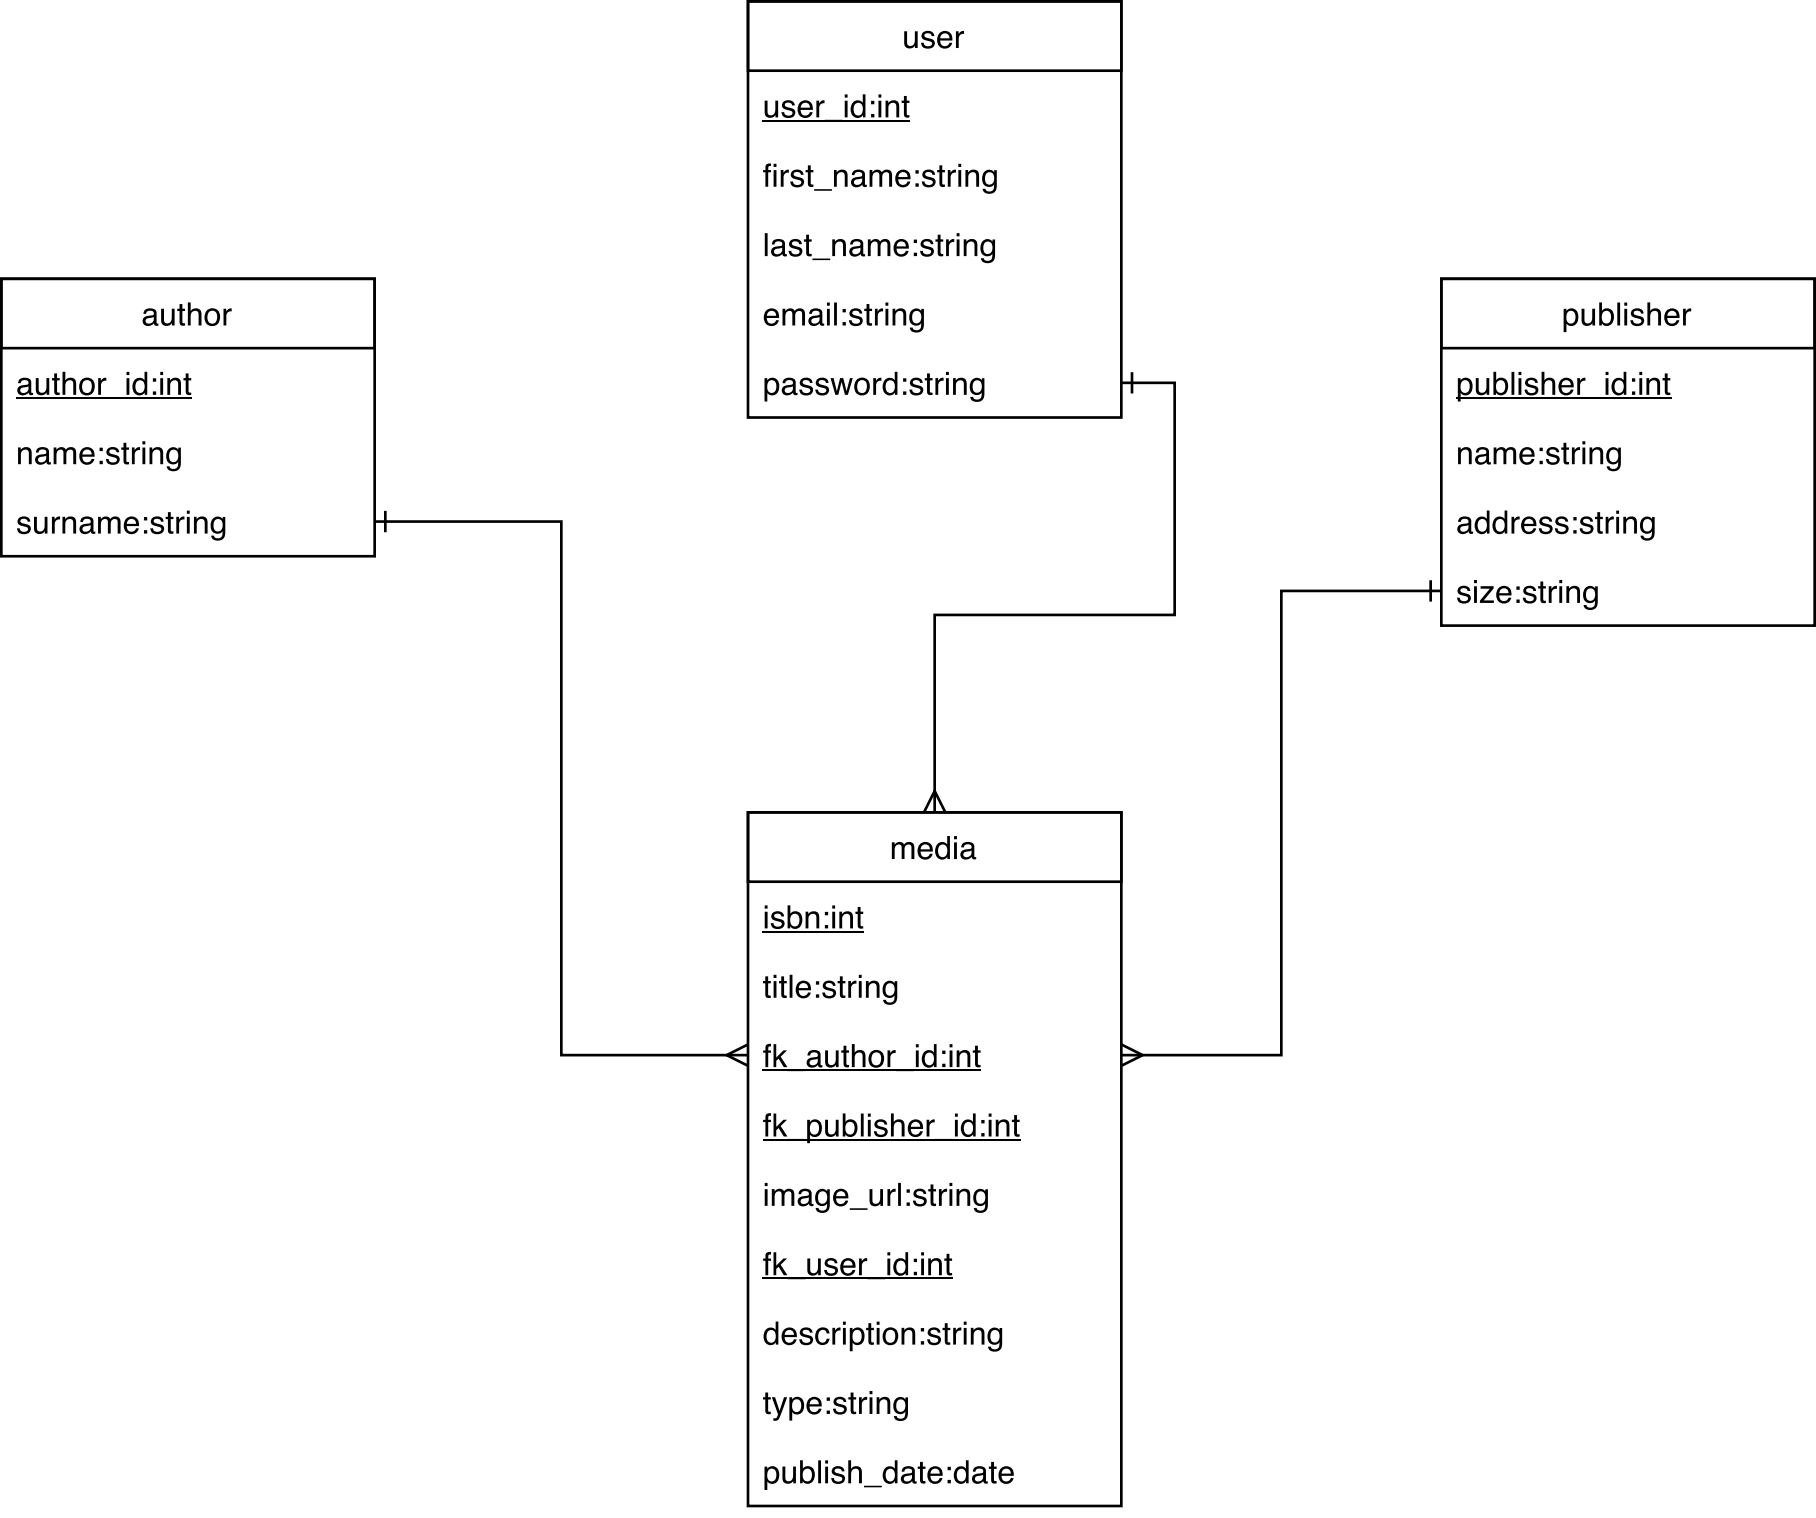 user
user_id:int
first_name:string
last_name:string
email:string
password:string
author
author_id:int
name:string
surname:string
publisher
publisher_id:int
name:string
address:string
size:string
media
isbn:int
title:string
fk_author_id:int
fk_publisher_id:int
image_url:string
fk_user_id:int
description:string
type:string
publish_date:date